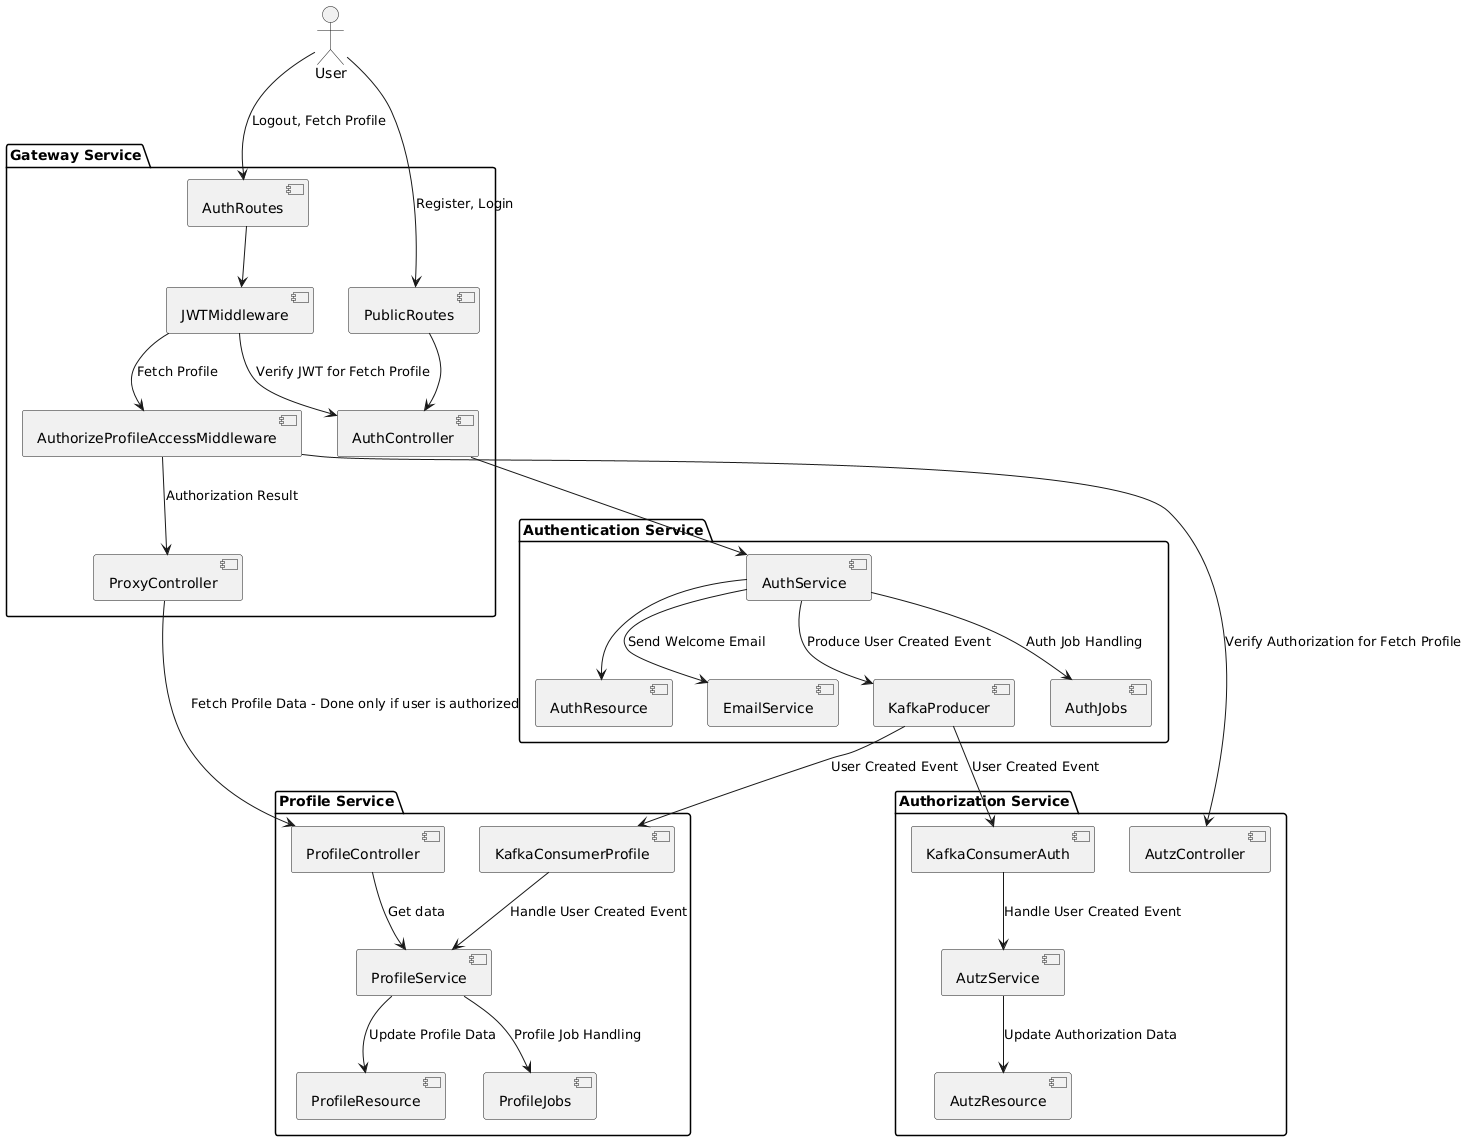 User
Logout, Fetch Profile
Gateway Service
AuthRoutes
Register, Login
JWTMiddleware
PublicRoutes
Fetch Profile
Verify JWT for Fetch Profile
AuthorizeProfileAccessMiddleware
AuthController
Authorization Result
Authentication Service
ProxyController
AuthService
Send Welcome Email
Produce User Created Event
Auth Job Handling
Verify Authorization for Fetch Profile
Fetch Profile Data - Done only if user is authorized
AuthResource
EmailService
KafkaProducer
AuthJobs
User Created Event
User Created Event
Profile Service
Authorization Service
ProfileController
KafkaConsumerProfile
KafkaConsumerAuth
AutzController
Get data
Handle User Created Event
Handle User Created Event
ProfileService
AutzService
Update Profile Data
Profile Job Handling
Update Authorization Data
ProfileResource
ProfileJobs
AutzResource